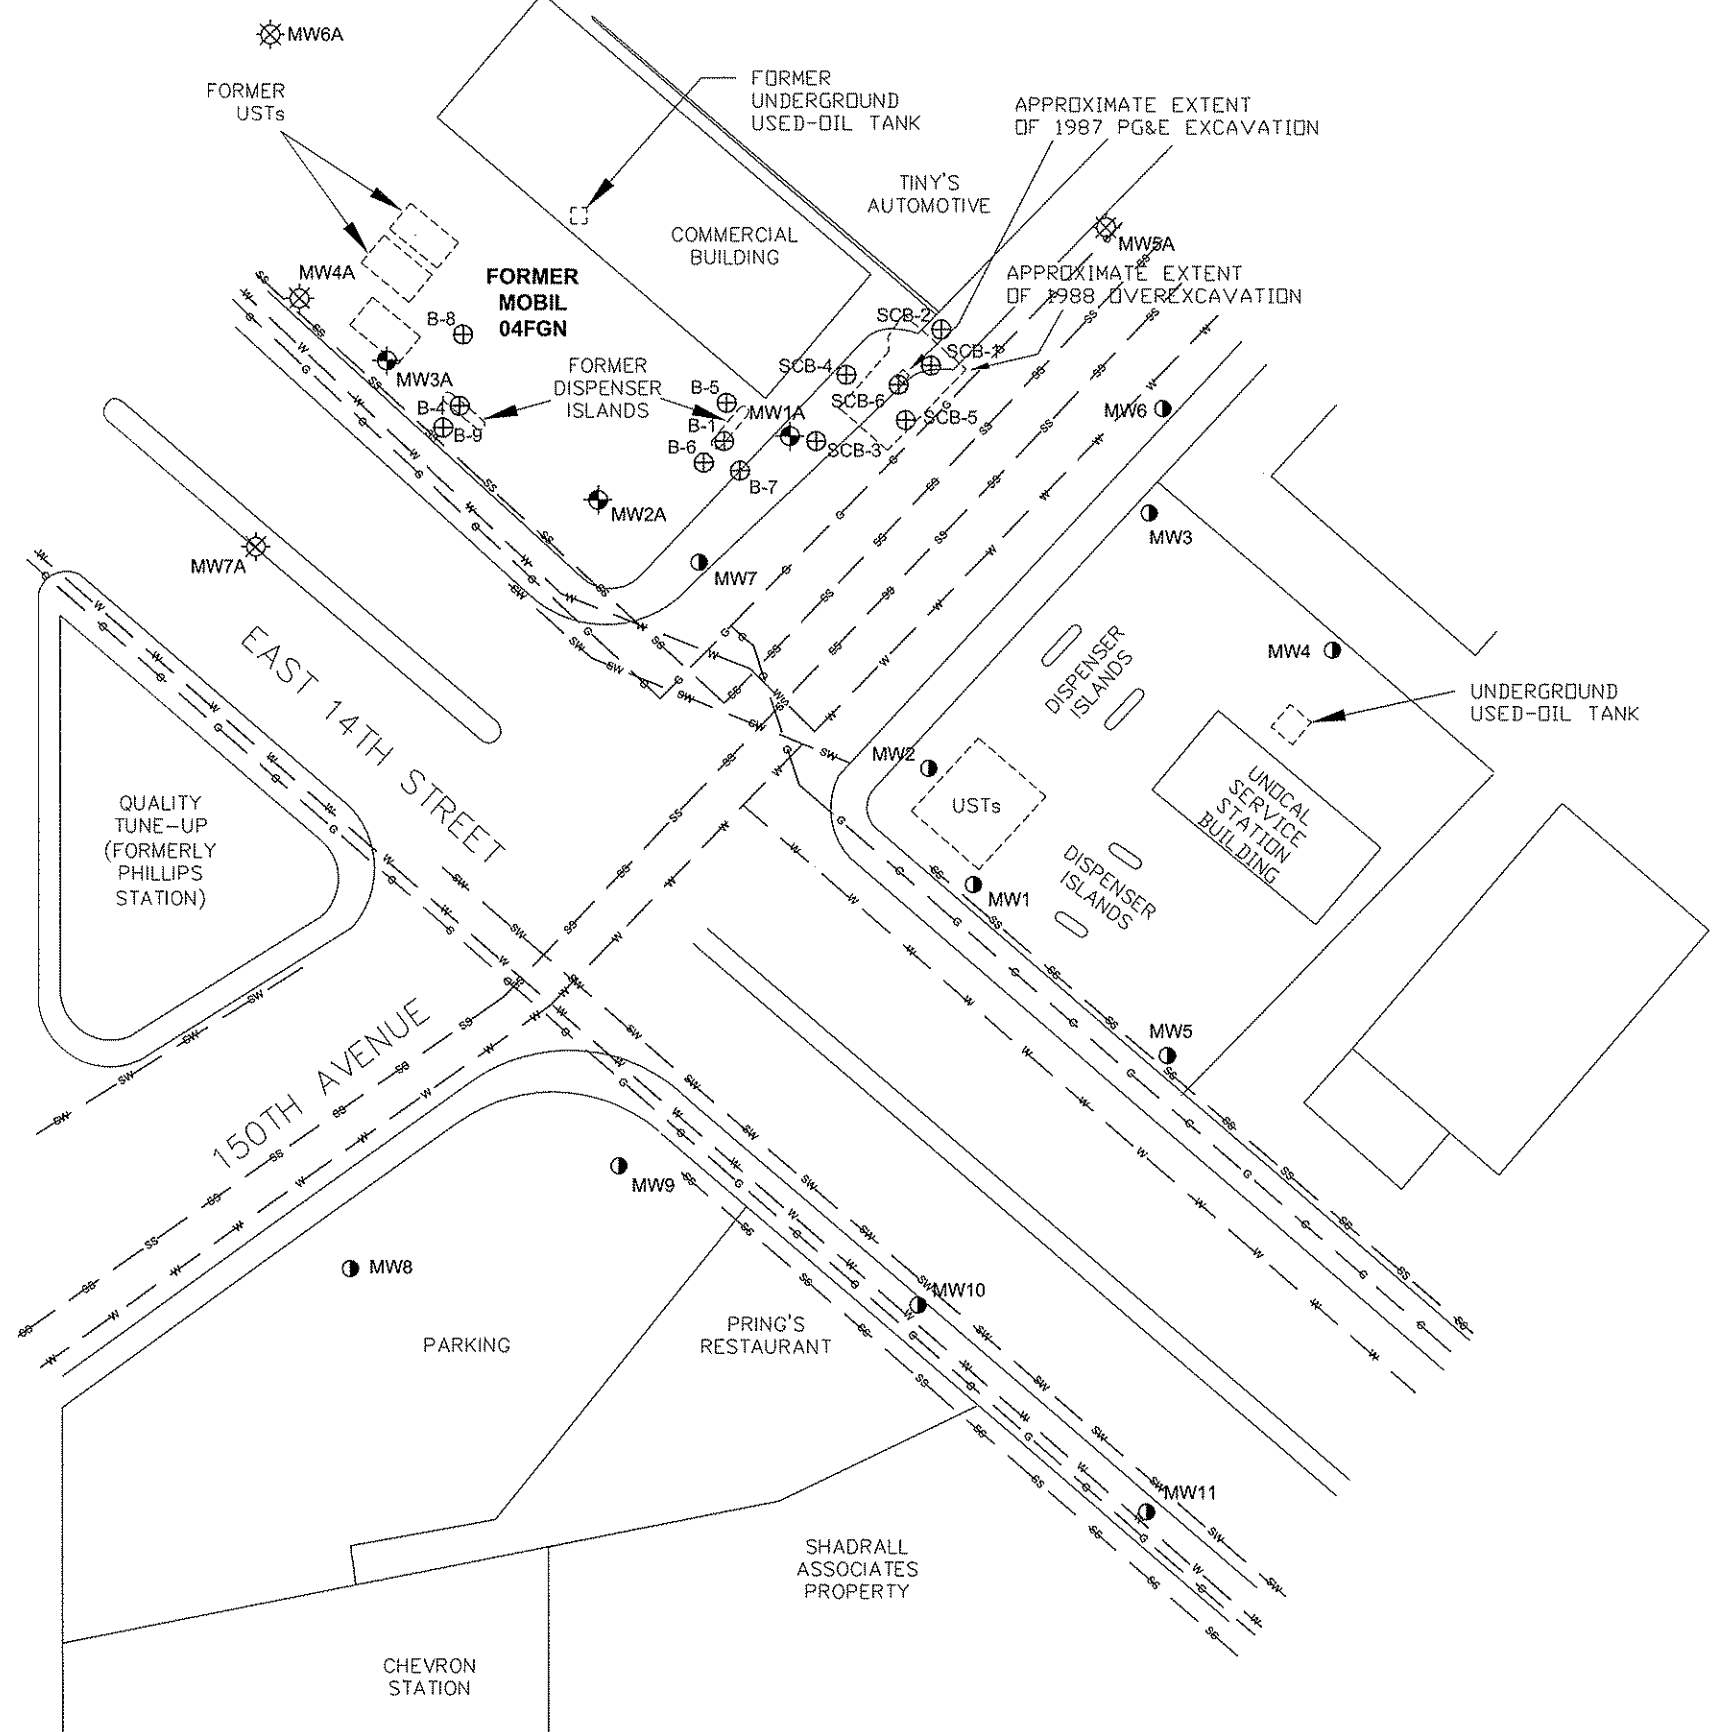 MW6A
FORMER
USTs
FORMER
UNDERGROUND
USED-OIL TANK
APPROXIMATE EXTENT
OF 1987 PG&E EXCAVATION
TINY'S
AUTOMOTIVE
COMMERCIAL
BUILDING
MW5A
APPROXIMATE EXTENT
OF 1988 OVEREXCAVATION
MW4A
FORMER
MOBIL
04FGN
B-8
SCB-2
SCB-1
SCB-4
SCB-6
SCB-5
SCB-3
MW3A
FORMER
DISPENSER
ISLANDS
B-4
B-9
B-5
MW1A
B-1
B-6
B-7
MW2A
MW6
MW3
MW7A
MW7
EAST 14TH STREET
DISPENSER
ISLANDS
MW4
UNDERGROUND
USED-OIL TANK
MW2
USTs
UNOCAL
SERVICE
STATION
BUILDING
QUALITY
TUNE-UP
(FORMERLY
PHILLIPS
STATION)
MW1
DISPENSER
ISLANDS
150TH AVENUE
MW5
MW9
MW8
MW10
PARKING
PRING'S
RESTAURANT
MW11
SHADRALL
ASSOCIATES
PROPERTY
CHEVRON
STATION